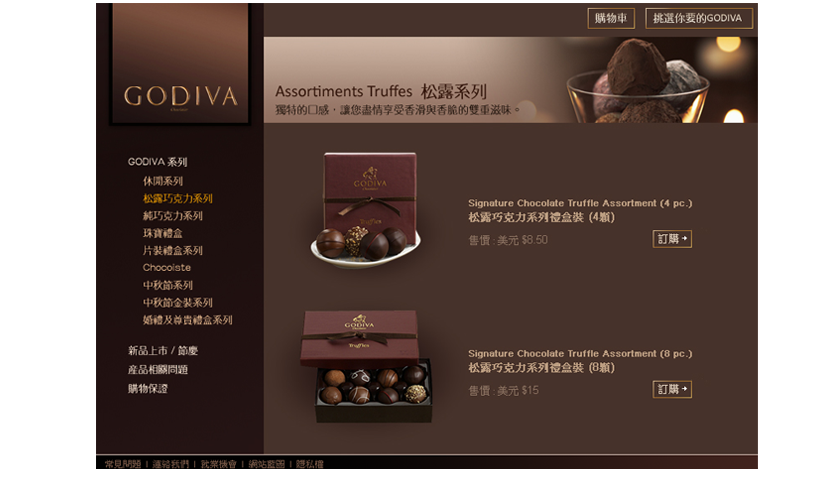 購物車
挑選你要的GODIVA
GODIVA
Assortiments Truffes 松露系列
獨特的口感，讓您盡情享受香滑與香脆的雙重滋味。
GODIVA 系列
休閒系列
松露巧克力系列
純巧克力系列
珠寶禮盒
片裝禮盒系列
Chocoiste
中秋節系列
中秋節金裝系列
婚禮及尊貴禮盒系列
新品上市 / 節慶
產品相關問題
購物保證
GODIVA
Truffles
Signature Chocolate Truffle Assortment (4 pc.)
松露巧克力系列禮盒裝 (4顆)
售價 : 美元 $8.50
訂購
GODIVA
Truffles
Signature Chocolate Truffle Assortment (8 pc.)
松露巧克力系列禮盒裝 (8顆)
售價 : 美元 $15
訂購
常見問題 | 連絡我們 | 就業機會 | 網站藍圖 | 隱私權